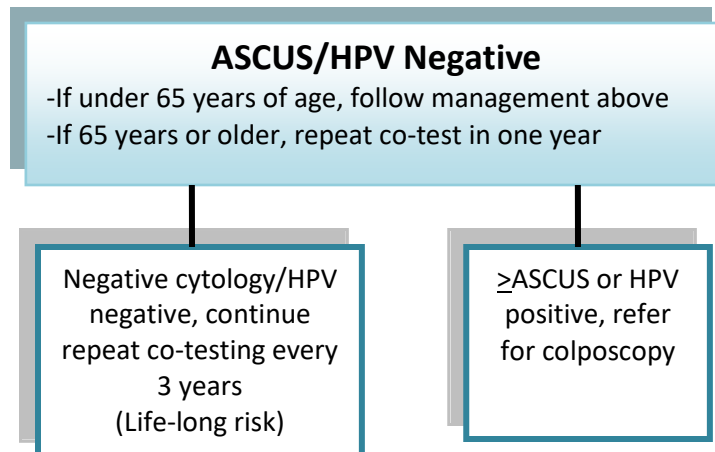 ASCUS/HPV Negative
-If under 65 years of age, follow management above
-If 65 years or older, repeat co-test in one year
Negative cytology/HPV
negative, continue
repeat co-testing every
3 years
(Life-long risk)
>ASCUS or HPV
positive, refer
for colposcopy